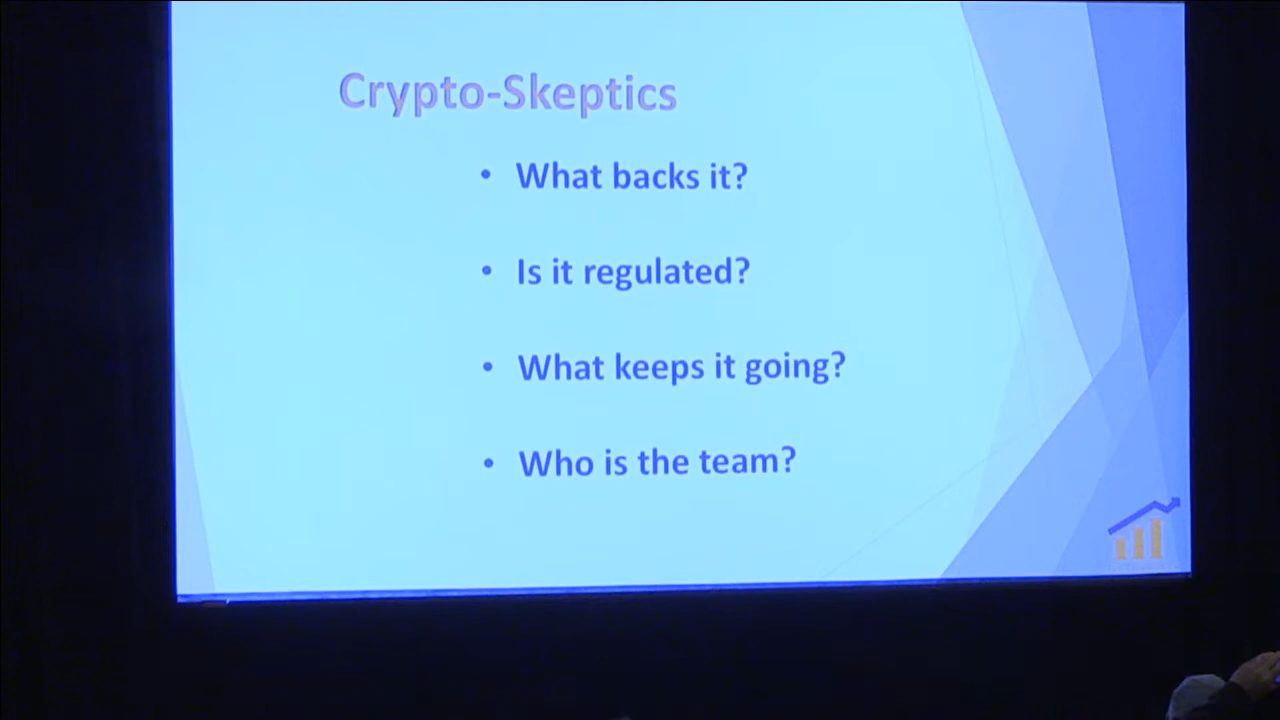 Crypto-Skeptics
• What backs it?
• Is it regulated?
• What keeps it going?
• Who is the team?